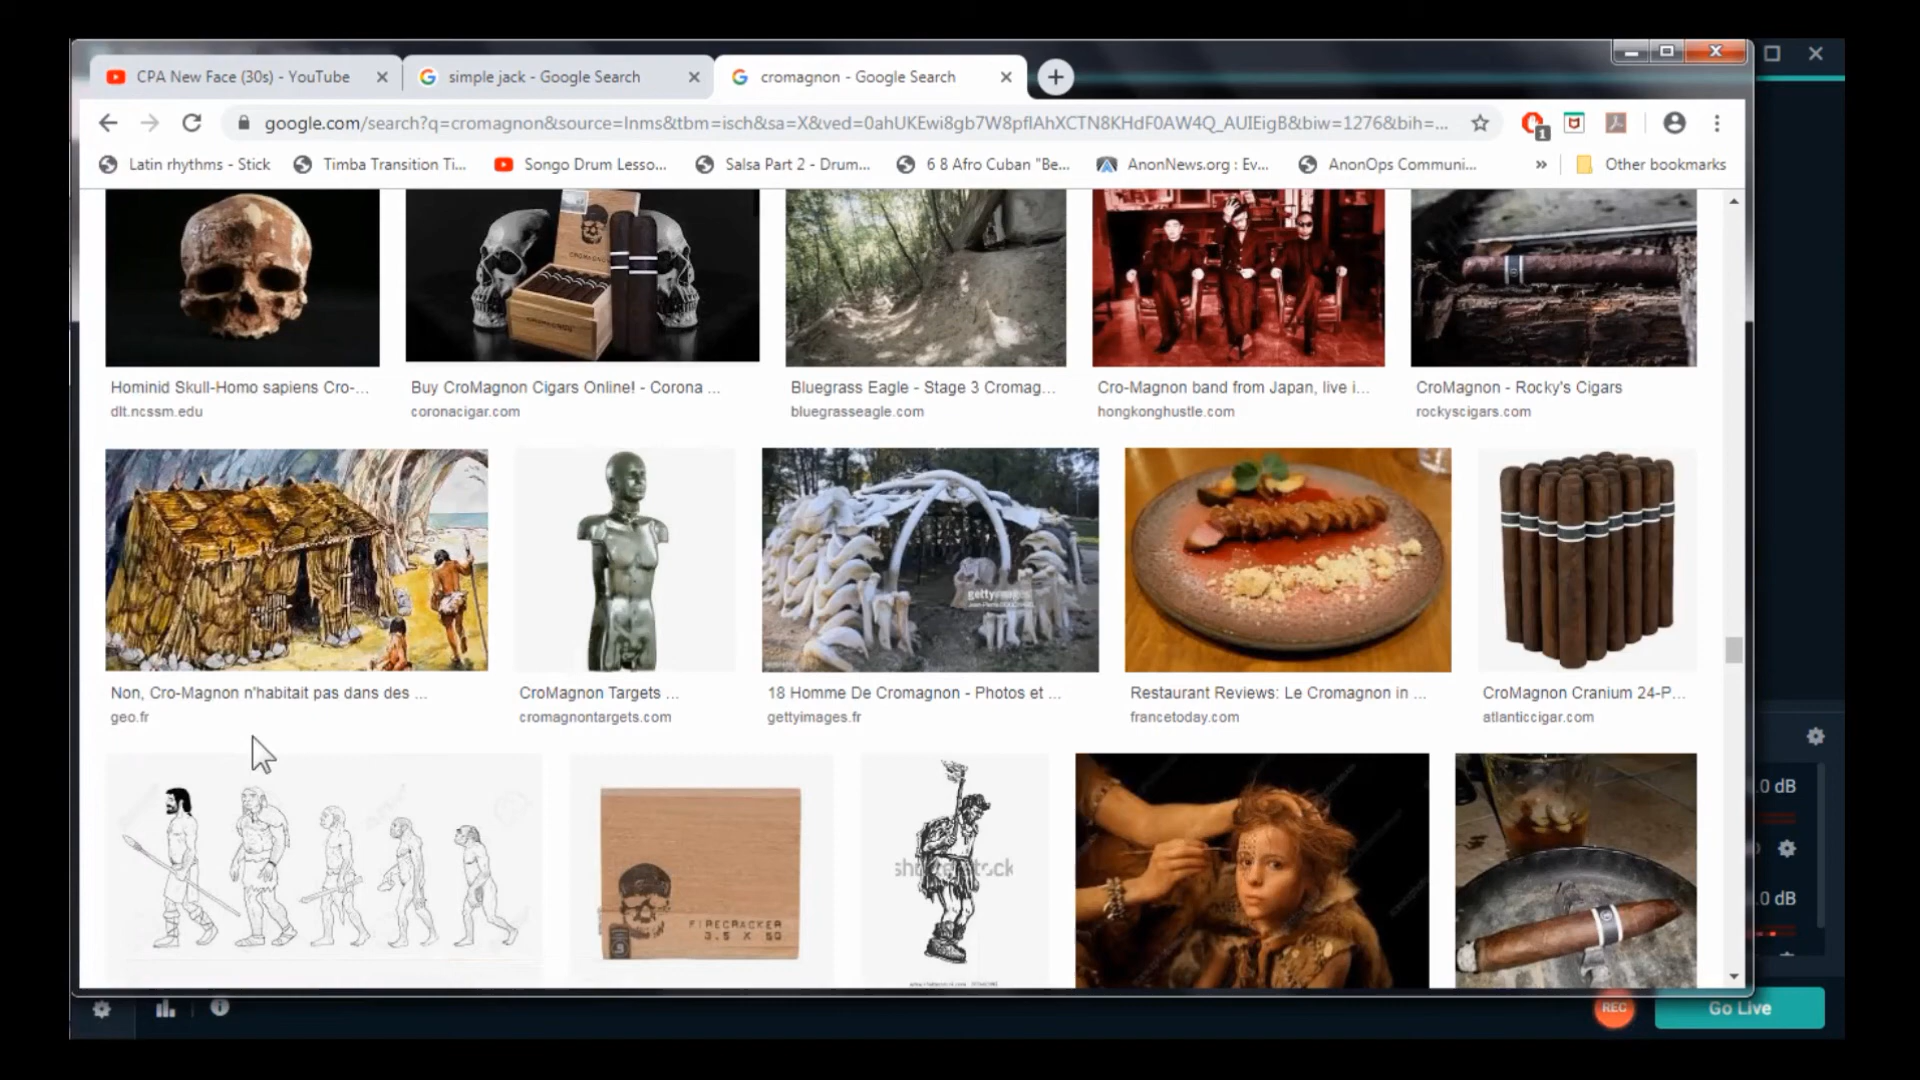 CPA New Face (30s) - YouTube
simple jack - Google Search
cromagnon - Google Search
google.com/search?q=cromagnon&source=lnms&tbm=isch&sa=X&ved=0ahUKEwi8gb7W8pflAhXCTN8KHdF0AW4Q_AUIEigB&biw=1276&bih=...
1
Latin rhythms - Stick
Timba Transition Ti...
Songo Drum Lesso...
Salsa Part 2 - Drum...
6 8 Afro Cuban "Be...
AnonNews.org : Ev...
AnonOps Communi...
»
Other bookmarks
Hominid Skull-Homo sapiens Cro-...
dlt.ncssm.edu
Buy CroMagnon Cigars Online! - Corona ...
coronacigar.com
Bluegrass Eagle - Stage 3 Cromag...
bluegrasseagle.com
Cro-Magnon band from Japan, live i...
hongkonghustle.com
CroMagnon - Rocky's Cigars
rockyscigars.com
gettyimages
Non, Cro-Magnon n'habitait pas dans des ...
geo.fr
CroMagnon Targets ...
cromagnontargets.com
18 Homme De Cromagnon - Photos et ...
gettyimages.fr
Restaurant Reviews: Le Cromagnon in ...
francetoday.com
CroMagnon Cranium 24-P...
atlanticcigar.com
FIRECRACKER
3.5 X 50
shutterstock
.0 dB
.0 dB
REC
Go Live